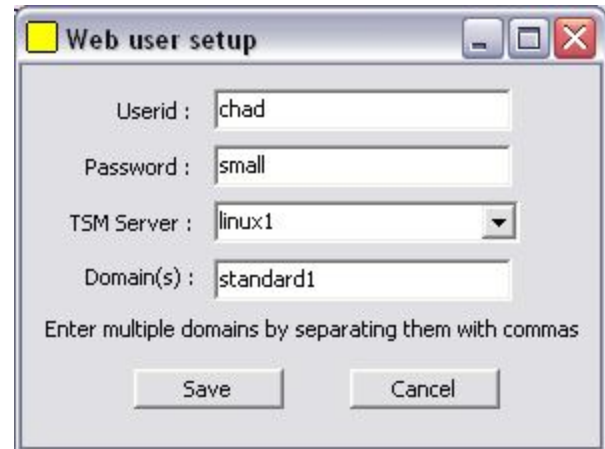 Web user setup
Userid : chad
Password : small
TSM Server : linux1
Domain(s) : standard1
Enter multiple domains by separating them with commas
Save Cancel